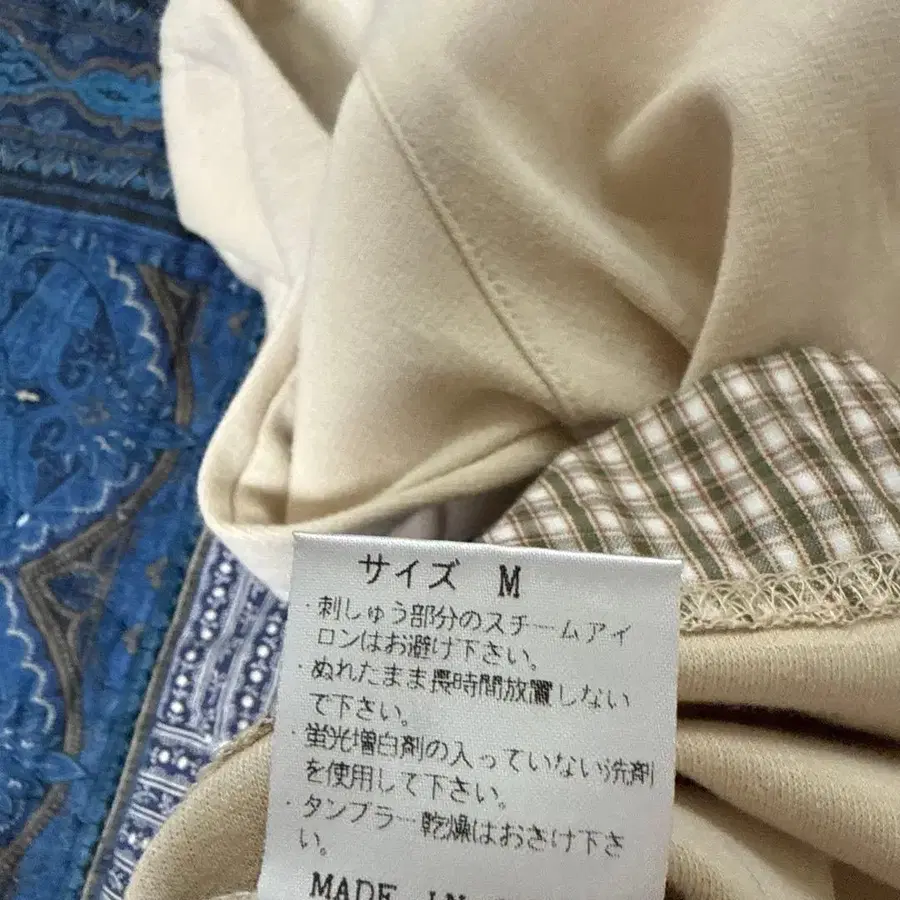 サイズ M
・刺しゅう部分のスチームアイ
ロンはお避け下さい。
・ぬれたまま長時間放置しない
で下さい。
・蛍光増白剤の入っていない洗剤
を使用して下さい。
・タンブラー乾燥はおさけ下さ
い。
MADE IN